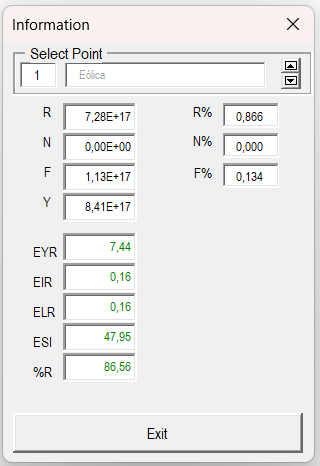 Information
Select Point
1 Eólica
R 7,28E+17 R% 0,866
N 0,00E+00 N% 0,000
F 1,13E+17 F% 0,134
Y 8,41E+17
EYR 7,44
EIR 0,16
ELR 0,16
ESI 47,95
%R 86,56
Exit